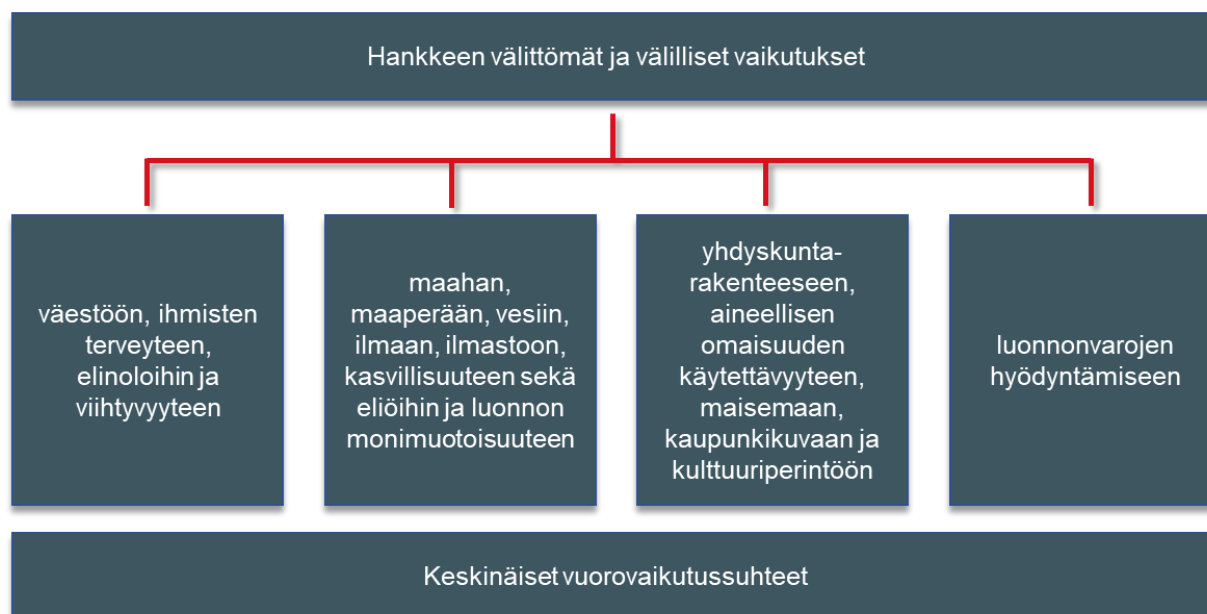 Hankkeen välittömät ja välilliset vaikutukset
väestöön, ihmisten
terveyteen,
elinoloihin ja
viihtyvyyteen
maahan,
maaperään, vesiin,
ilmaan, ilmastoon,
kasvillisuuteen sekä
eliöihin ja luonnon
monimuotoisuuteen
yhdyskunta-
rakenteeseen,
aineellisen
omaisuuden
käytettävyyteen,
maisemaan,
kaupunkikuvaan ja
kulttuuriperintöön
luonnonvarojen
hyödyntämiseen
Keskinäiset vuorovaikutussuhteet